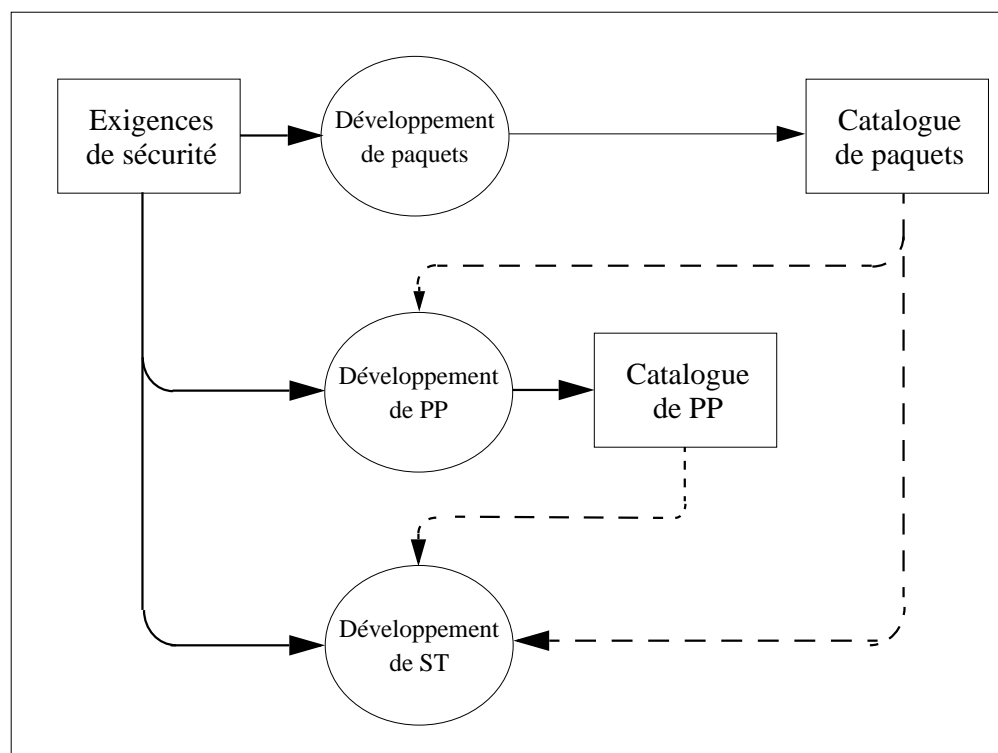 Exigences
de sécurité
Développement
de paquets
Catalogue
de paquets
Développement
de PP
Catalogue
de PP
Développement
de ST